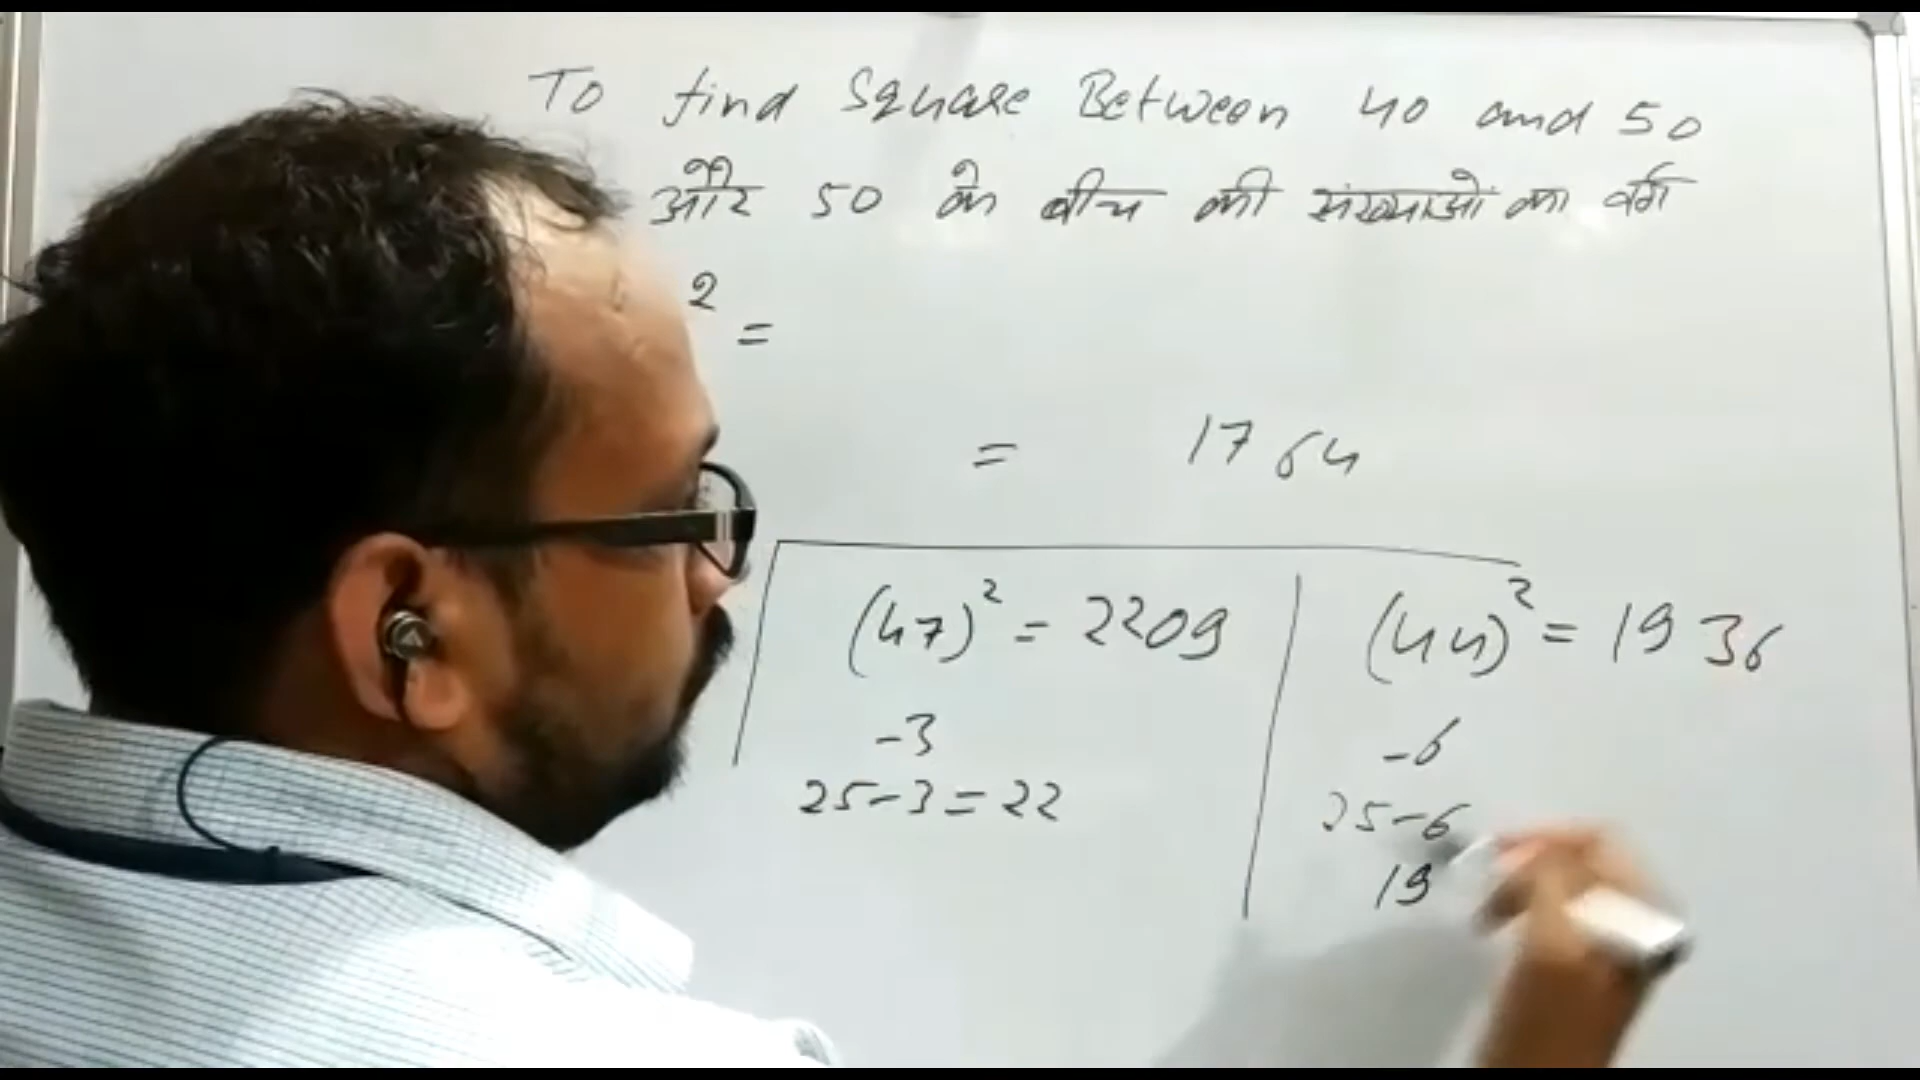 To find Square Between 40 and 50
और 50 के बीच की संख्याओं का वर्ग
2 =
= 1764
(47)² = 2209
-3
25-3=22
(44)² = 1936
-6
25-6
19